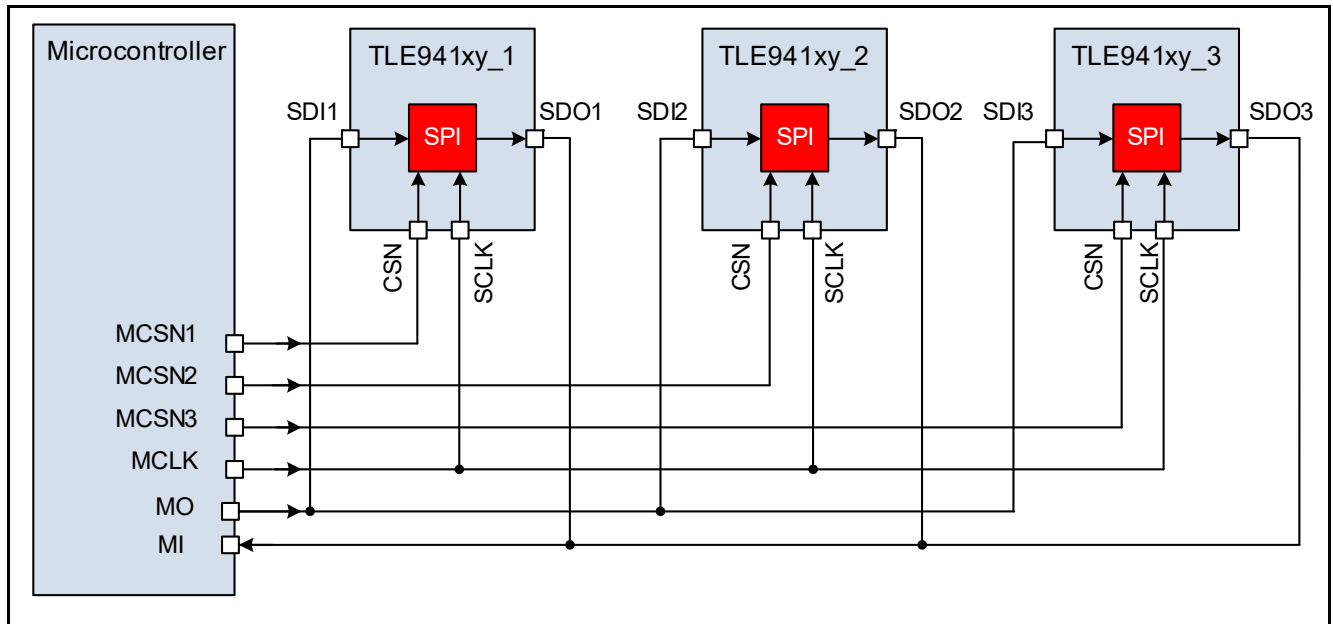 Microcontroller
TLE941xy_1
TLE941xy_2
TLE941xy_3
SDI1
SPI
SDO1
SDI2
SPI
SDO2
SDI3
SPI
SDO3
CSN
SCLK
CSN
SCLK
CSN
SCLK
MCSN1
MCSN2
MCSN3
MCLK
MO
MI